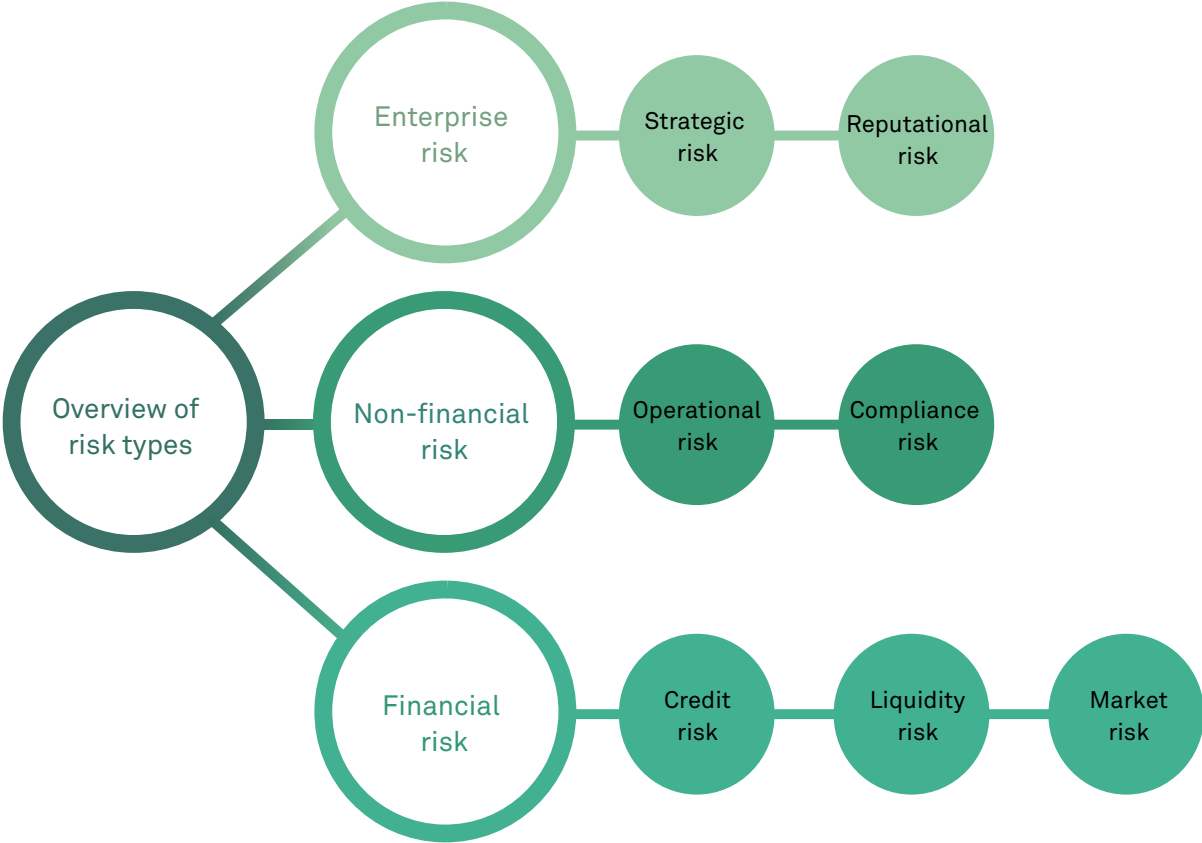 Enterprise
risk
Strategic
risk
Reputational
risk
Overview of
risk types
Non-financial
risk
Operational
risk
Compliance
risk
Financial
risk
Credit
risk
Liquidity
risk
Market
risk